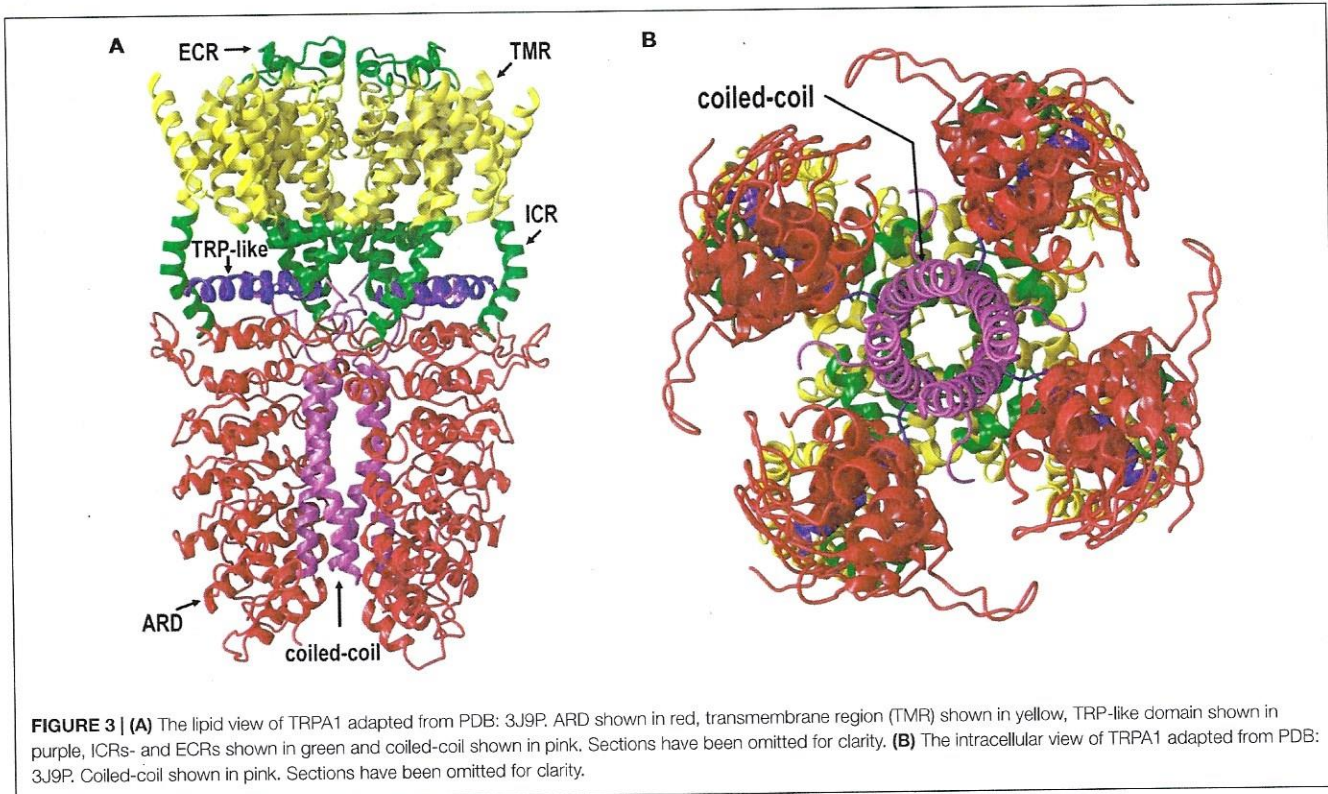 A
ECR
TMR
ICR
TRP-like
ARD
coiled-coil
B
coiled-coil
FIGURE 3 | (A) The lipid view of TRPA1 adapted from PDB: 3J9P. ARD shown in red, transmembrane region (TMR) shown in yellow, TRP-like domain shown in
purple, ICRs- and ECRs shown in green and coiled-coil shown in pink. Sections have been omitted for clarity. (B) The intracellular view of TRPA1 adapted from PDB:
3J9P. Coiled-coil shown in pink. Sections have been omitted for clarity.